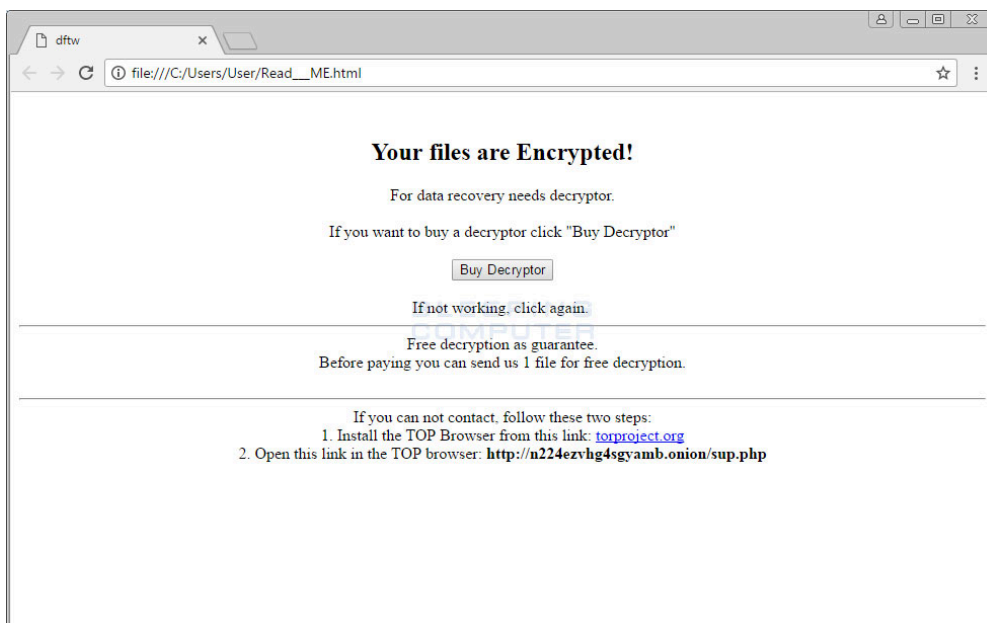 dftw
file:///C:/Users/User/Read___ME.html
Your files are Encrypted!
For data recovery needs decryptor.
If you want to buy a decryptor click "Buy Decryptor"
Buy Decryptor
If not working, click again.
BLEEPING
COMPUTER
Free decryption as guarantee.
Before paying you can send us 1 file for free decryption.
If you can not contact, follow these two steps:
1. Install the TOP Browser from this link: torproject.org
2. Open this link in the TOP browser: http://n224ezvhg4sgyamb.onion/sup.php